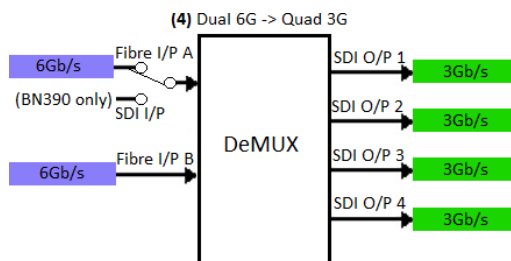 (4) Dual 6G -> Quad 3G
Fibre I/P A
6Gb/s
(BN390 only)
SDI I/P
Fibre I/P B
6Gb/s
DeMUX
SDI O/P 1
3Gb/s
SDI O/P 2
3Gb/s
SDI O/P 3
3Gb/s
SDI O/P 4
3Gb/s